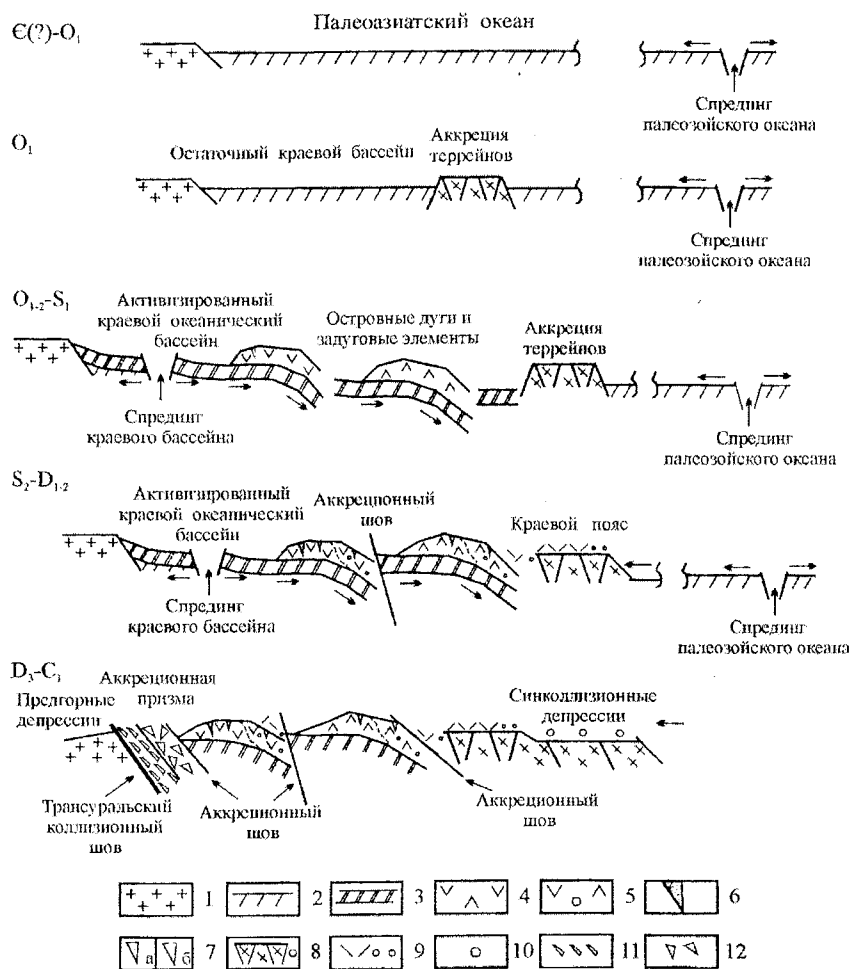 Є(?)-O₁
Палеоазиатский океан
Спрединг
палеозойского океана
O₁
Остаточный краевой бассейн
Аккреция
террейнов
Спрединг
палеозойского океана
O₁₋₂-S₁
Активизированный
краевой океанический
бассейн
Островные дуги и
задуговые элементы
Аккреция
террейнов
Спрединг
краевого бассейна
Спрединг
палеозойского океана
S₂-D₁₋₂
Активизированный
краевой океанический
бассейн
Аккреционный
шов
Краевой пояс
Спрединг
краевого бассейна
Спрединг
палеозойского океана
D₃-C₁
Предгорные
депрессии
Аккреционная
призма
Синколлизионные
депрессии
Трансуральский
коллизионный
шов
Аккреционный
шов
Аккреционный
шов
1 2 3 4 5 6
а б 7 8 9 10 11 12